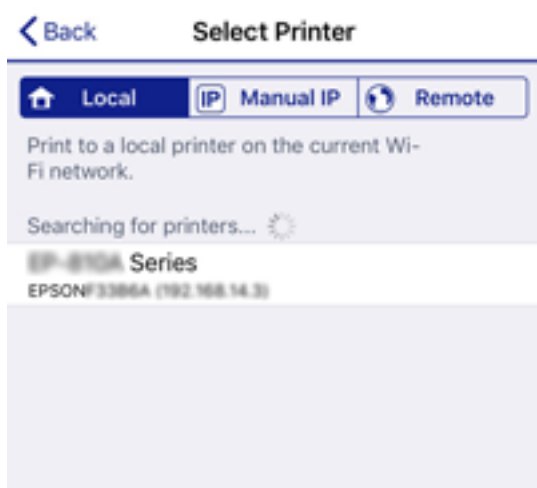 Back
Select Printer
Local
IP Manual IP
Remote
Print to a local printer on the current Wi-
Fi network.
Searching for printers...
Series
EPSON